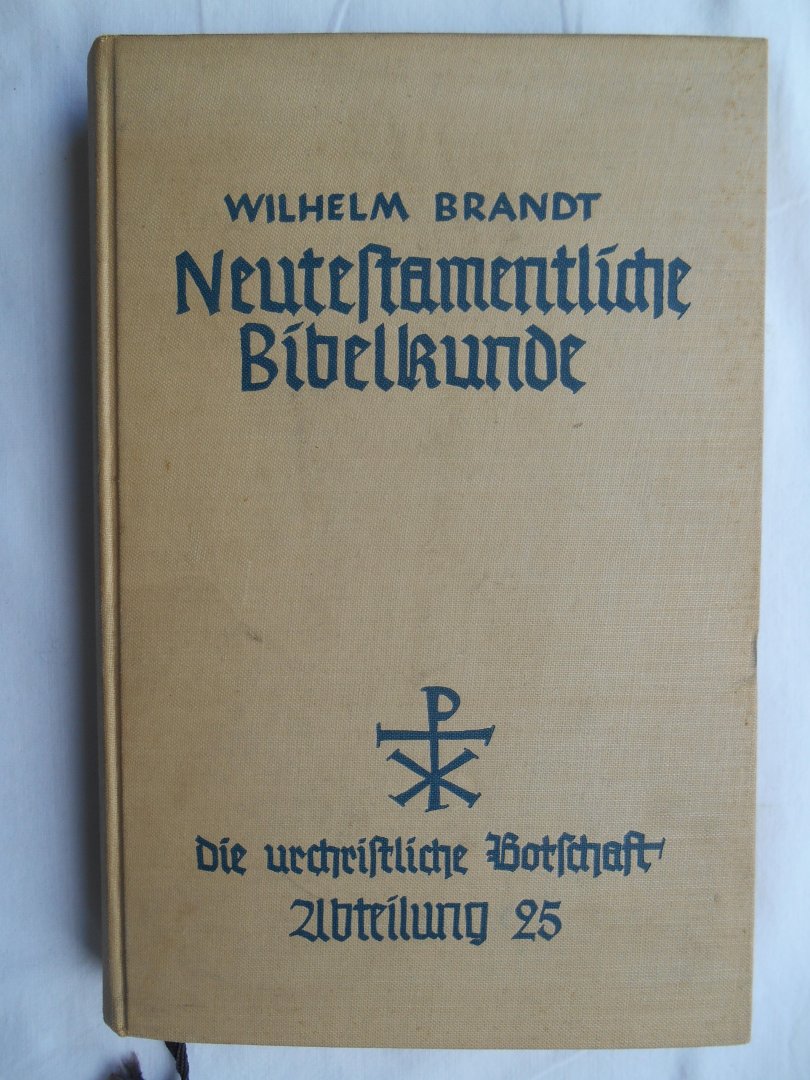 WILHELM BRANDT
Neuteſtamentliche
Bibelkunde
Die urchriſtliche Botſchaft
Abteilung 25